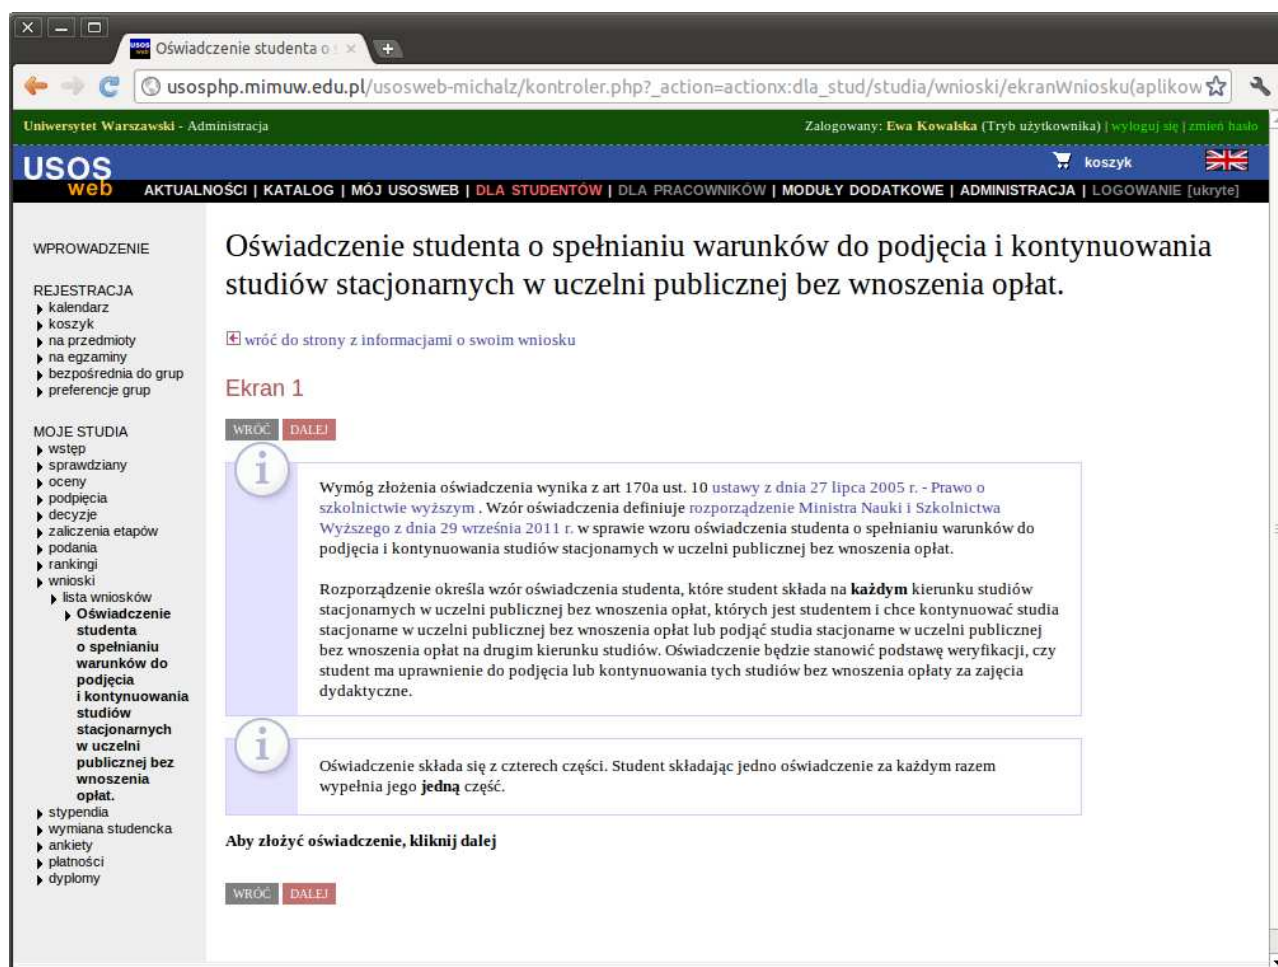 Oświadczenie studenta o s
usosphp.mimuw.edu.pl/usosweb-michalz/kontroler.php?_action=actionx:dla_stud/studia/wnioski/ekranWniosku(aplikow
Uniwersytet Warszawski - Administracja
Zalogowany: Ewa Kowalska (Tryb użytkownika) | wyloguj się | zmień hasło
USOS
web
koszyk
AKTUALNOŚCI | KATALOG | MÓJ USOSWEB | DLA STUDENTÓW | DLA PRACOWNIKÓW | MODUŁY DODATKOWE | ADMINISTRACJA | LOGOWANIE [ukryte]
WPROWADZENIE
REJESTRACJA
kalendarz
koszyk
na przedmioty
na egzaminy
bezpośrednia do grup
preferencje grup
MOJE STUDIA
wstęp
sprawdziany
oceny
podpięcia
decyzje
zaliczenia etapów
podania
rankingi
wnioski
lista wniosków
Oświadczenie
studenta
o spełnianiu
warunków do
podjęcia
i kontynuowania
studiów
stacjonarnych
w uczelni
publicznej bez
wnoszenia
opłat.
stypendia
wymiana studencka
ankiety
płatności
dyplomy
Oświadczenie studenta o spełnianiu warunków do podjęcia i kontynuowania
studiów stacjonarnych w uczelni publicznej bez wnoszenia opłat.
wróć do strony z informacjami o swoim wniosku
Ekran 1
WRÓĆ DALEJ
Wymóg złożenia oświadczenia wynika z art 170a ust. 10 ustawy z dnia 27 lipca 2005 r. - Prawo o
szkolnictwie wyższym . Wzór oświadczenia definiuje rozporządzenie Ministra Nauki i Szkolnictwa
Wyższego z dnia 29 września 2011 r. w sprawie wzoru oświadczenia studenta o spełnianiu warunków do
podjęcia i kontynuowania studiów stacjonarnych w uczelni publicznej bez wnoszenia opłat.
Rozporządzenie określa wzór oświadczenia studenta, które student składa na każdym kierunku studiów
stacjonarnych w uczelni publicznej bez wnoszenia opłat, których jest studentem i chce kontynuować studia
stacjonarne w uczelni publicznej bez wnoszenia opłat lub podjąć studia stacjonarne w uczelni publicznej
bez wnoszenia opłat na drugim kierunku studiów. Oświadczenie będzie stanowić podstawę weryfikacji, czy
student ma uprawnienie do podjęcia lub kontynuowania tych studiów bez wnoszenia opłaty za zajęcia
dydaktyczne.
Oświadczenie składa się z czterech części. Student składając jedno oświadczenie za każdym razem
wypełnia jego jedną część.
Aby złożyć oświadczenie, kliknij dalej
WRÓĆ DALEJ